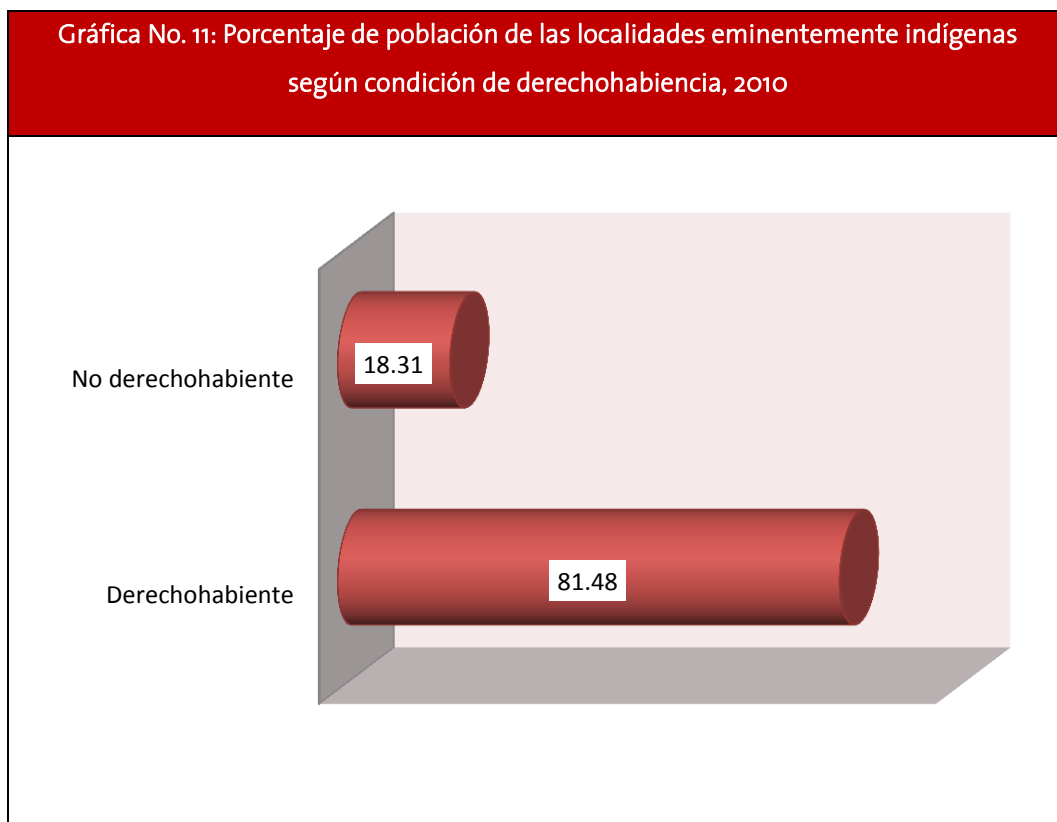 Gráfica No. 11: Porcentaje de población de las localidades eminentemente indígenas
según condición de derechohabiencia, 2010
No derechohabiente
18.31
Derechohabiente
81.48